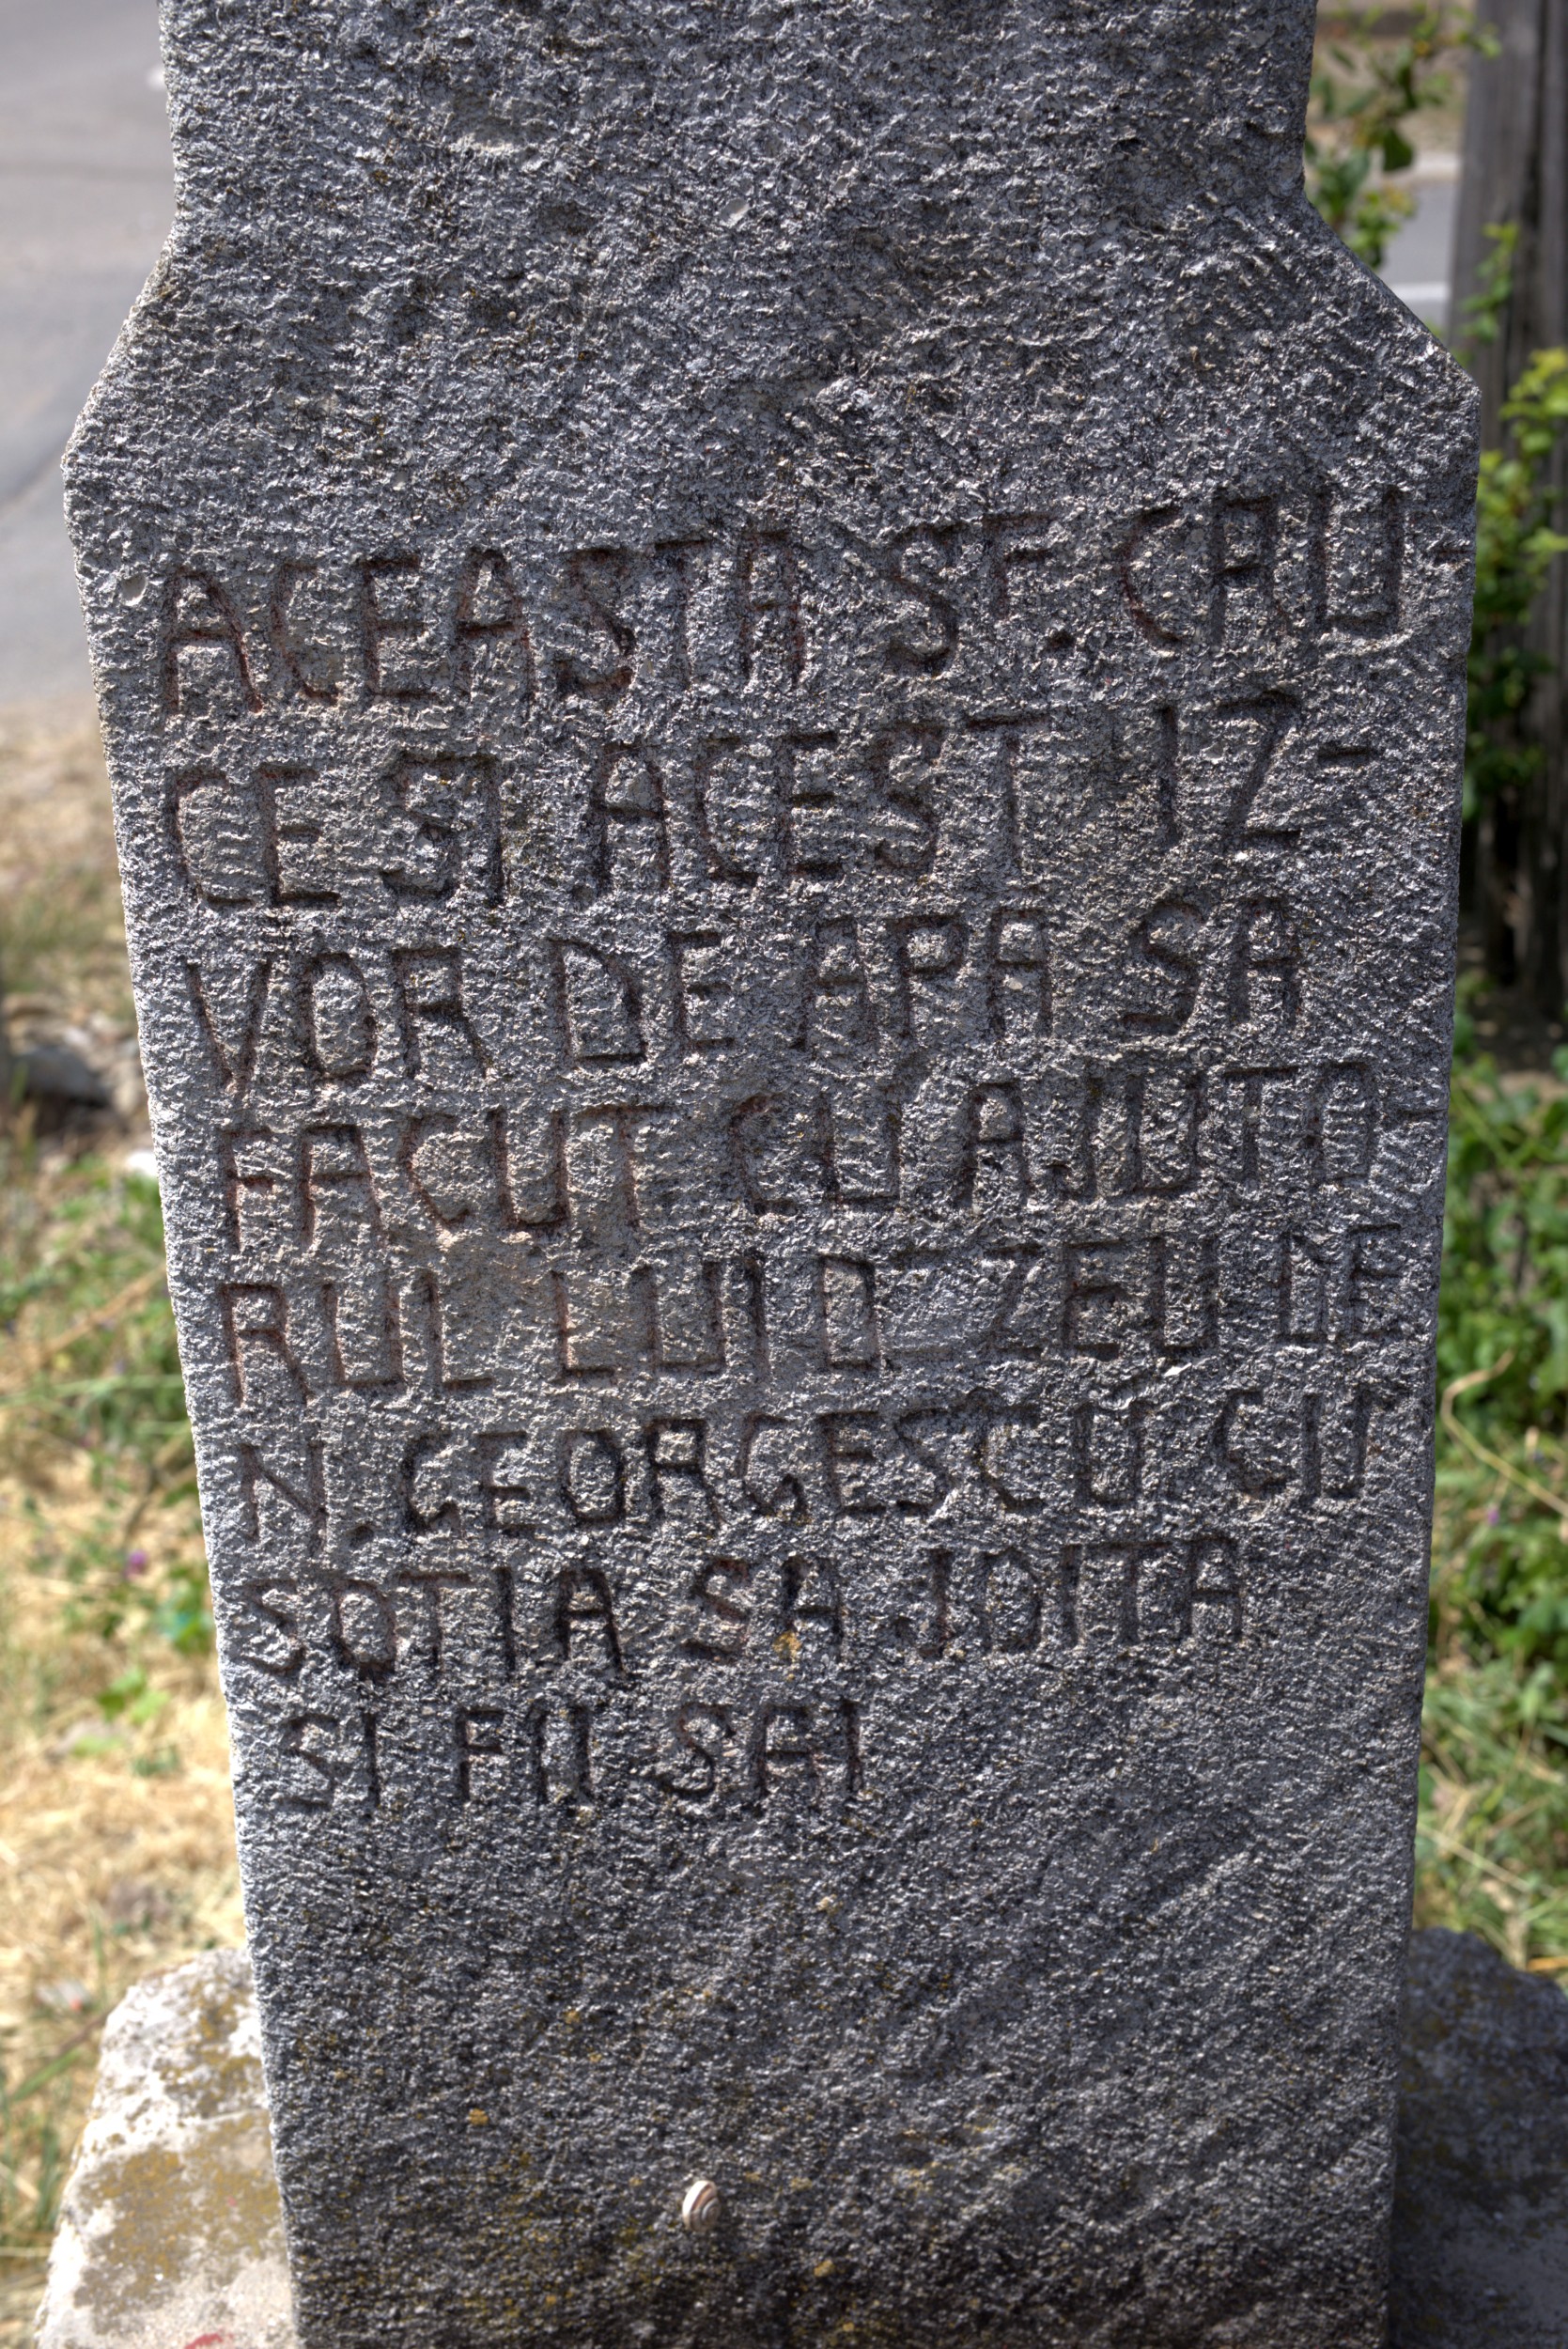 ACEASTA SF. CRU-
CE SI ACEST IZ-
VOR DE APA SA
FACUT CU AJUTO-
RUL LUI D-ZEU DE
N. GEORGESCU CU
SOTIA SA JOITA
SI FII SAI